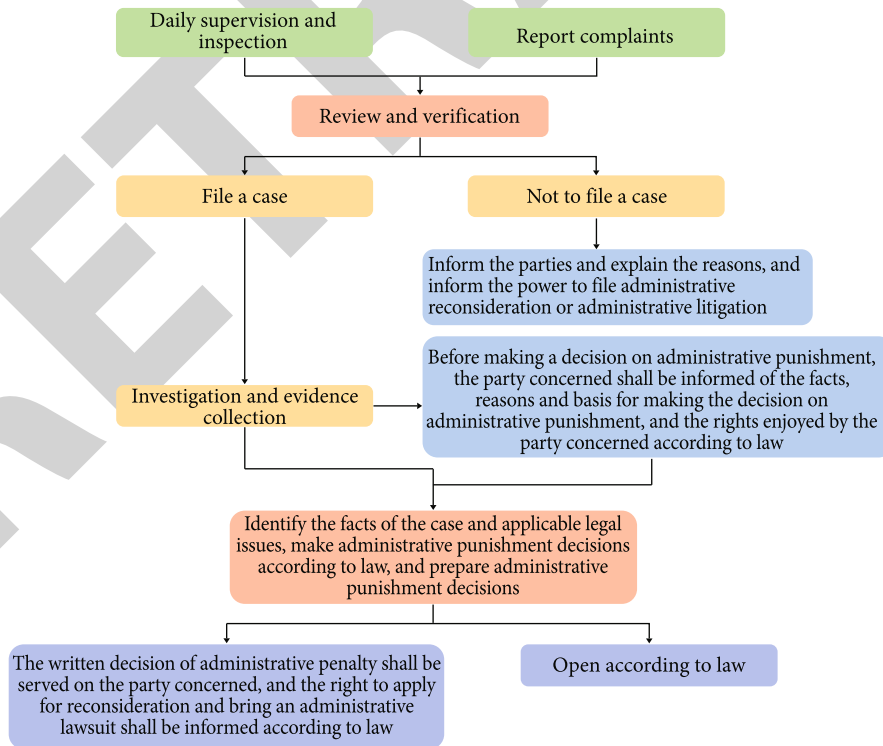 Daily supervision and
inspection
Report complaints
Review and verification
File a case
Not to file a case
Inform the parties and explain the reasons, and
inform the power to file administrative
reconsideration or administrative litigation
Before making a decision on administrative punishment,
the party concerned shall be informed of the facts,
reasons and basis for making the decision on
administrative punishment, and the rights enjoyed by the
party concerned according to law
Investigation and evidence
collection
Identify the facts of the case and applicable legal
issues, make administrative punishment decisions
according to law, and prepare administrative
punishment decisions
The written decision of administrative penalty shall be
served on the party concerned, and the right to apply
for reconsideration and bring an administrative
lawsuit shall be informed according to law
Open according to law